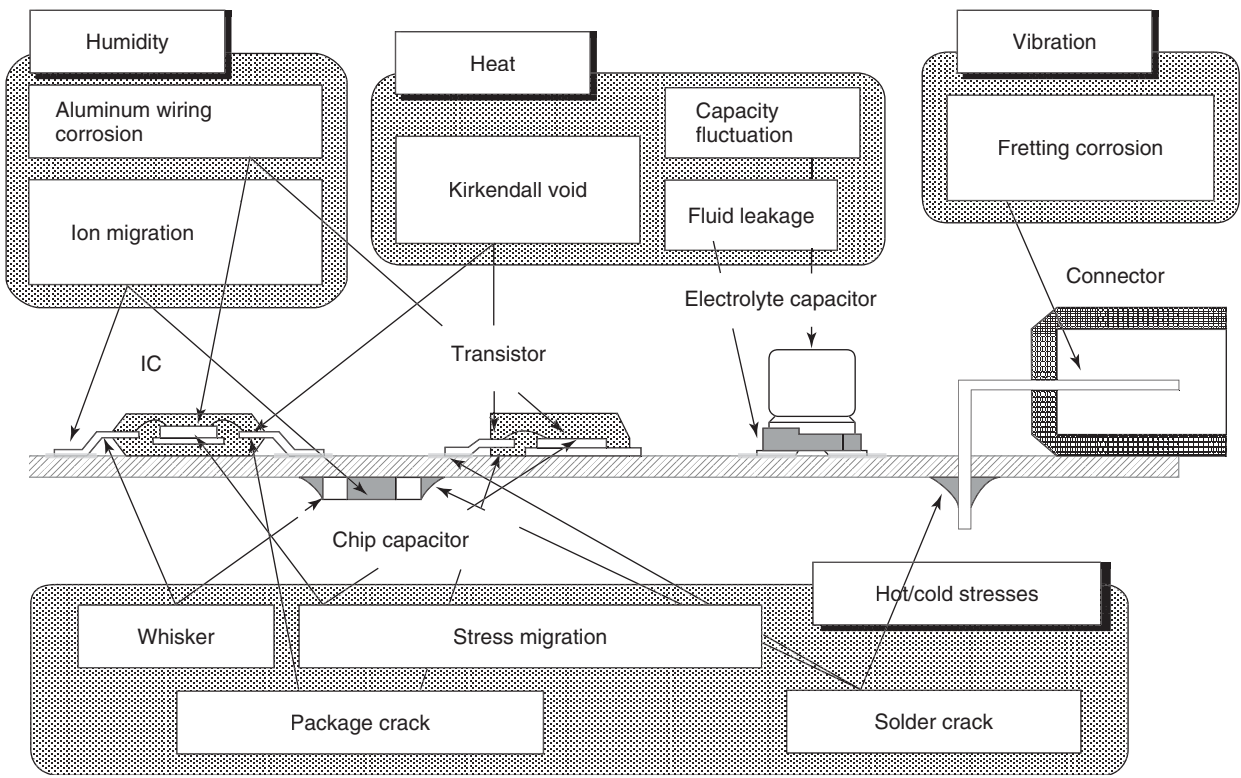 Humidity
Aluminum wiring
corrosion
Ion migration
Heat
Kirkendall void
Capacity
fluctuation
Fluid leakage
Vibration
Fretting corrosion
Connector
Electrolyte capacitor
IC
Transistor
Chip capacitor
Hot/cold stresses
Whisker
Stress migration
Package crack
Solder crack